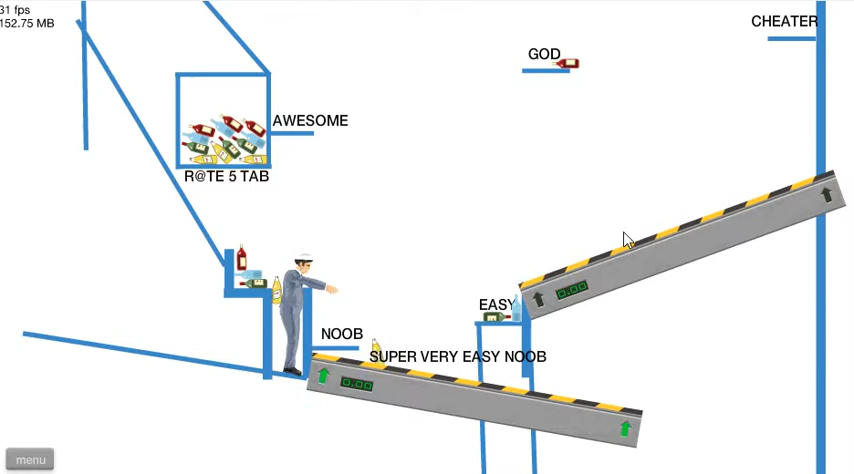 31 fps
152.75 MB
CHEATER
GOD
AWESOME
R@TE 5 TAB
EASY
NOOB
SUPER VERY EASY NOOB
0.00
0.00
menu